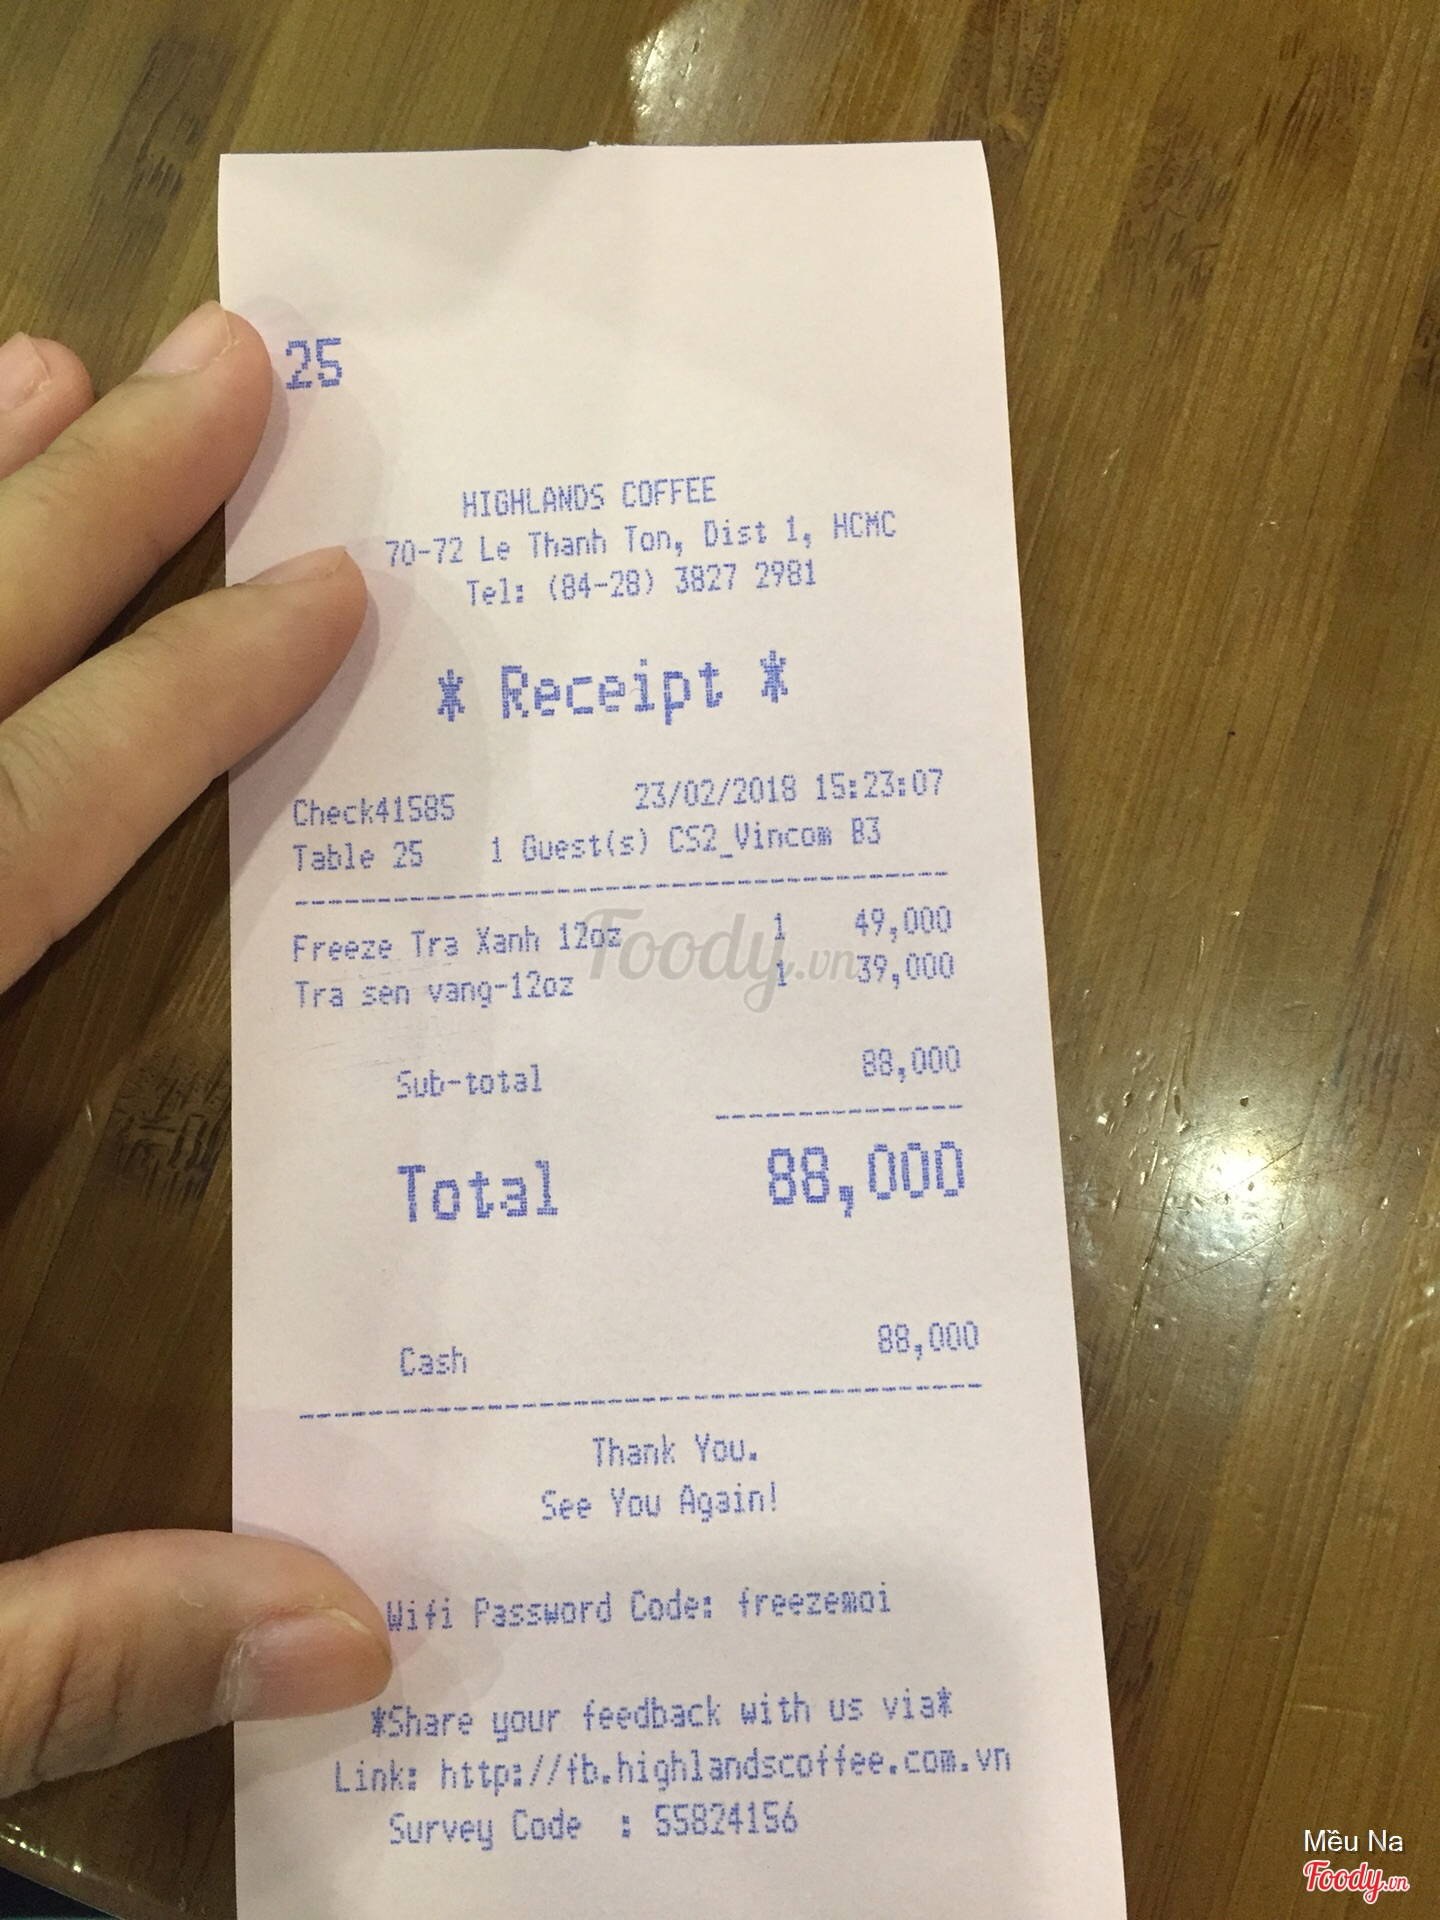 25
HIGHLANDS COFFEE
70-72 Le Thanh Ton, Dist 1, HCMC
Tel: (84-28) 3827 2981
* Receipt *
Check41585 23/02/2018 15:23:07
Table 25 1 Guest(s) CS2_Vincom B3
Freeze Tra Xanh 12oz 1 49,000
Tra sen vang-12oz 1 39,000
Foody.vn
Sub-total 88,000
Total 88,000
Cash 88,000
Thank You.
See You Again!
Wifi Password Code: freezemoi
*Share your feedback with us via*
Link: http://fb.highlandscoffee.com.vn
Survey Code : 55824156
Mều Na
Foody.vn